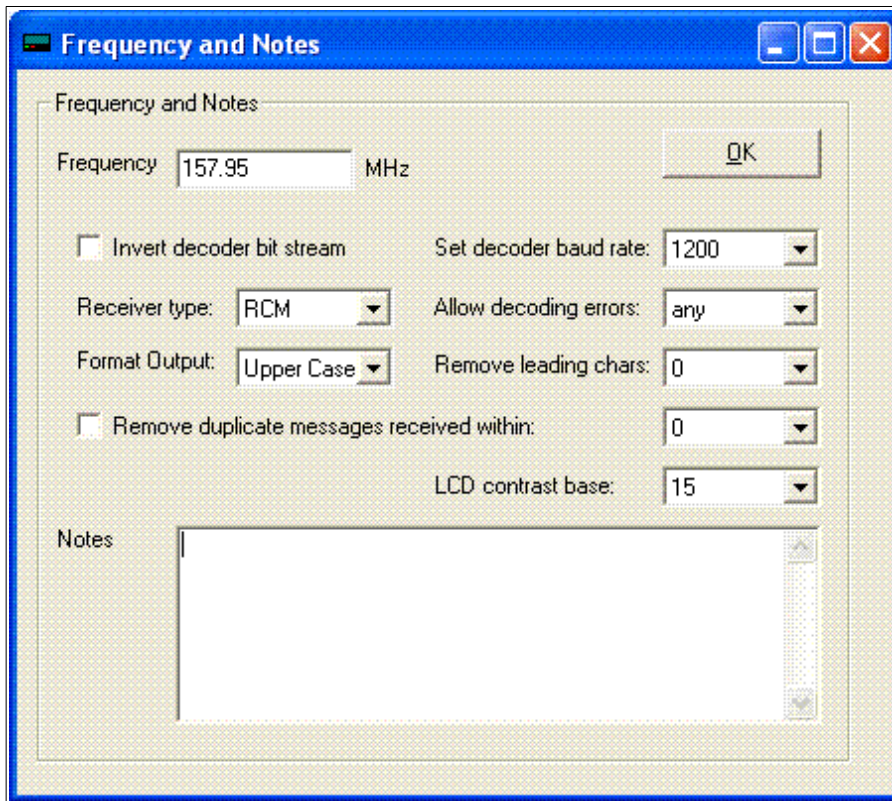 Frequency and Notes
Frequency and Notes
Frequency 157.95 MHz OK
Invert decoder bit stream Set decoder baud rate: 1200
Receiver type: RCM Allow decoding errors: any
Format Output: Upper Case Remove leading chars: 0
Remove duplicate messages received within: 0
LCD contrast base: 15
Notes